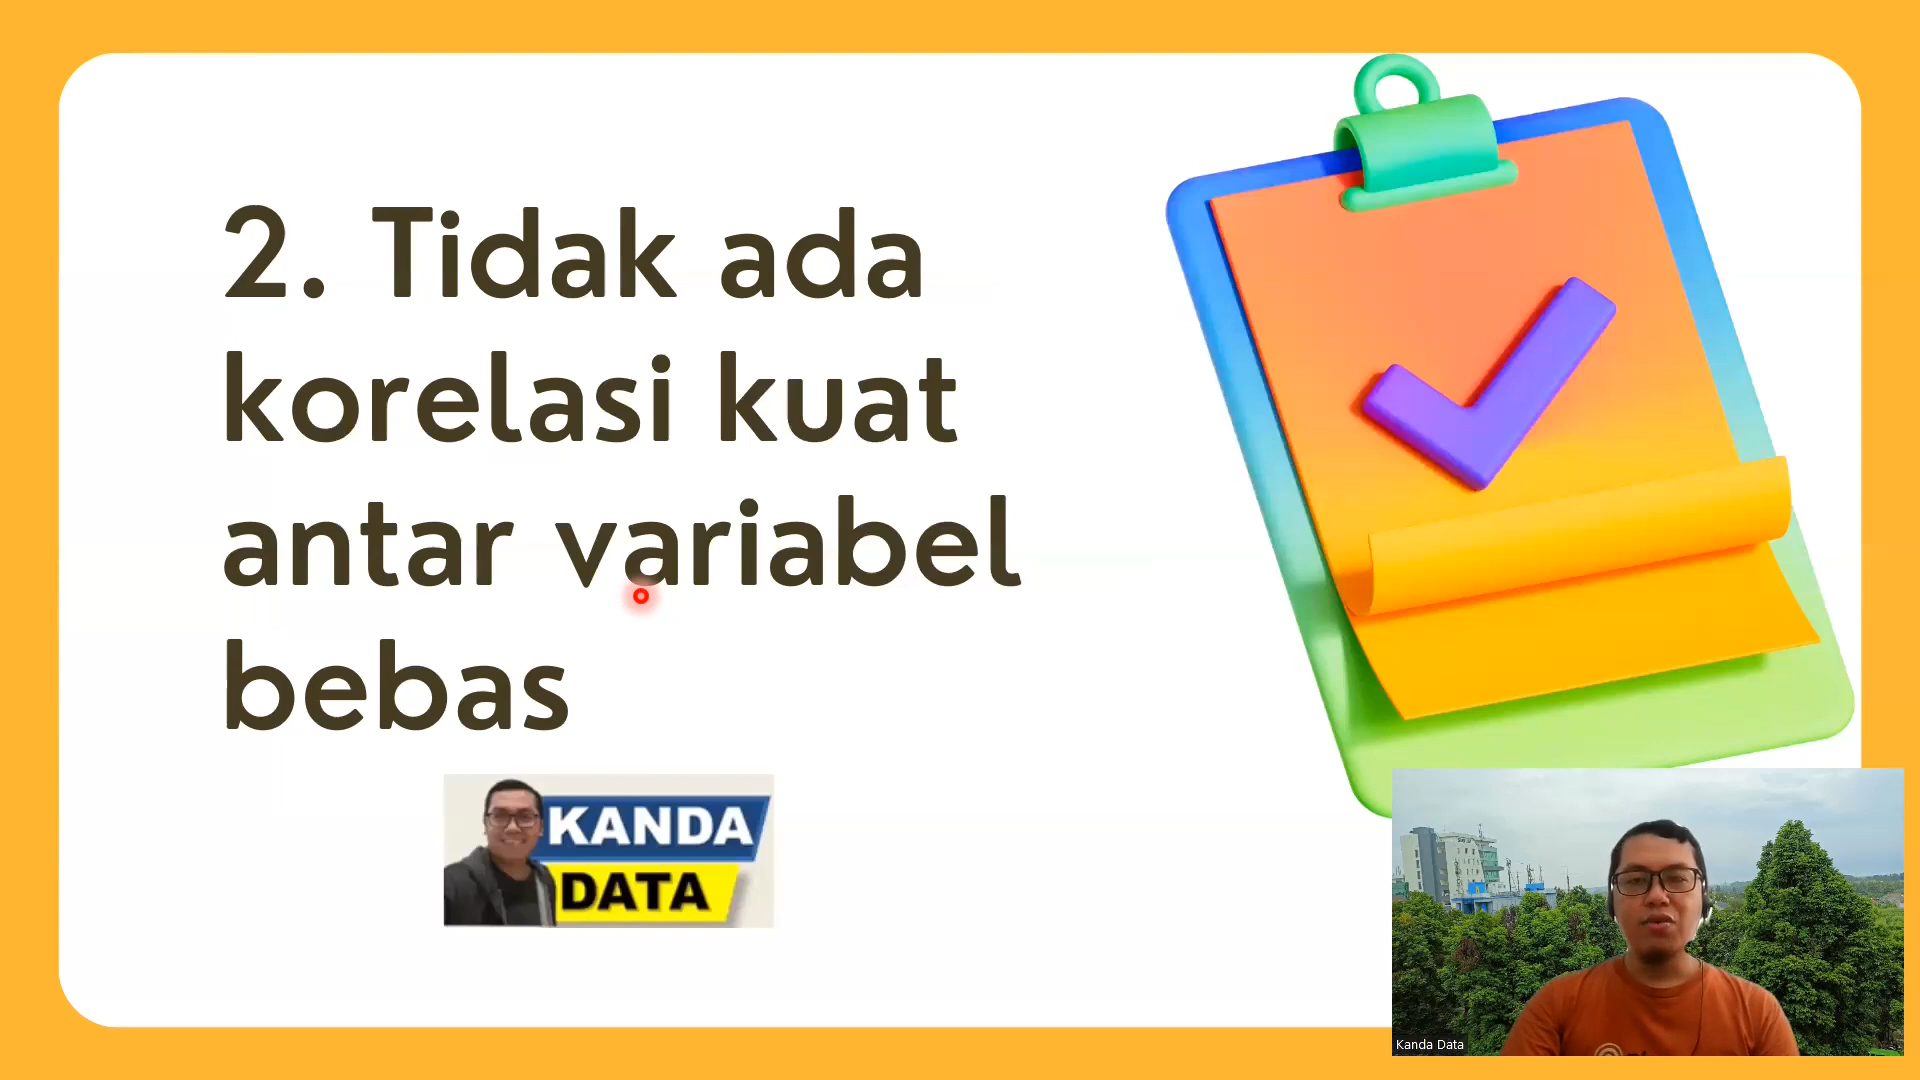 2. Tidak ada
korelasi kuat
antar variabel
bebas
KANDA
DATA
Kanda Data